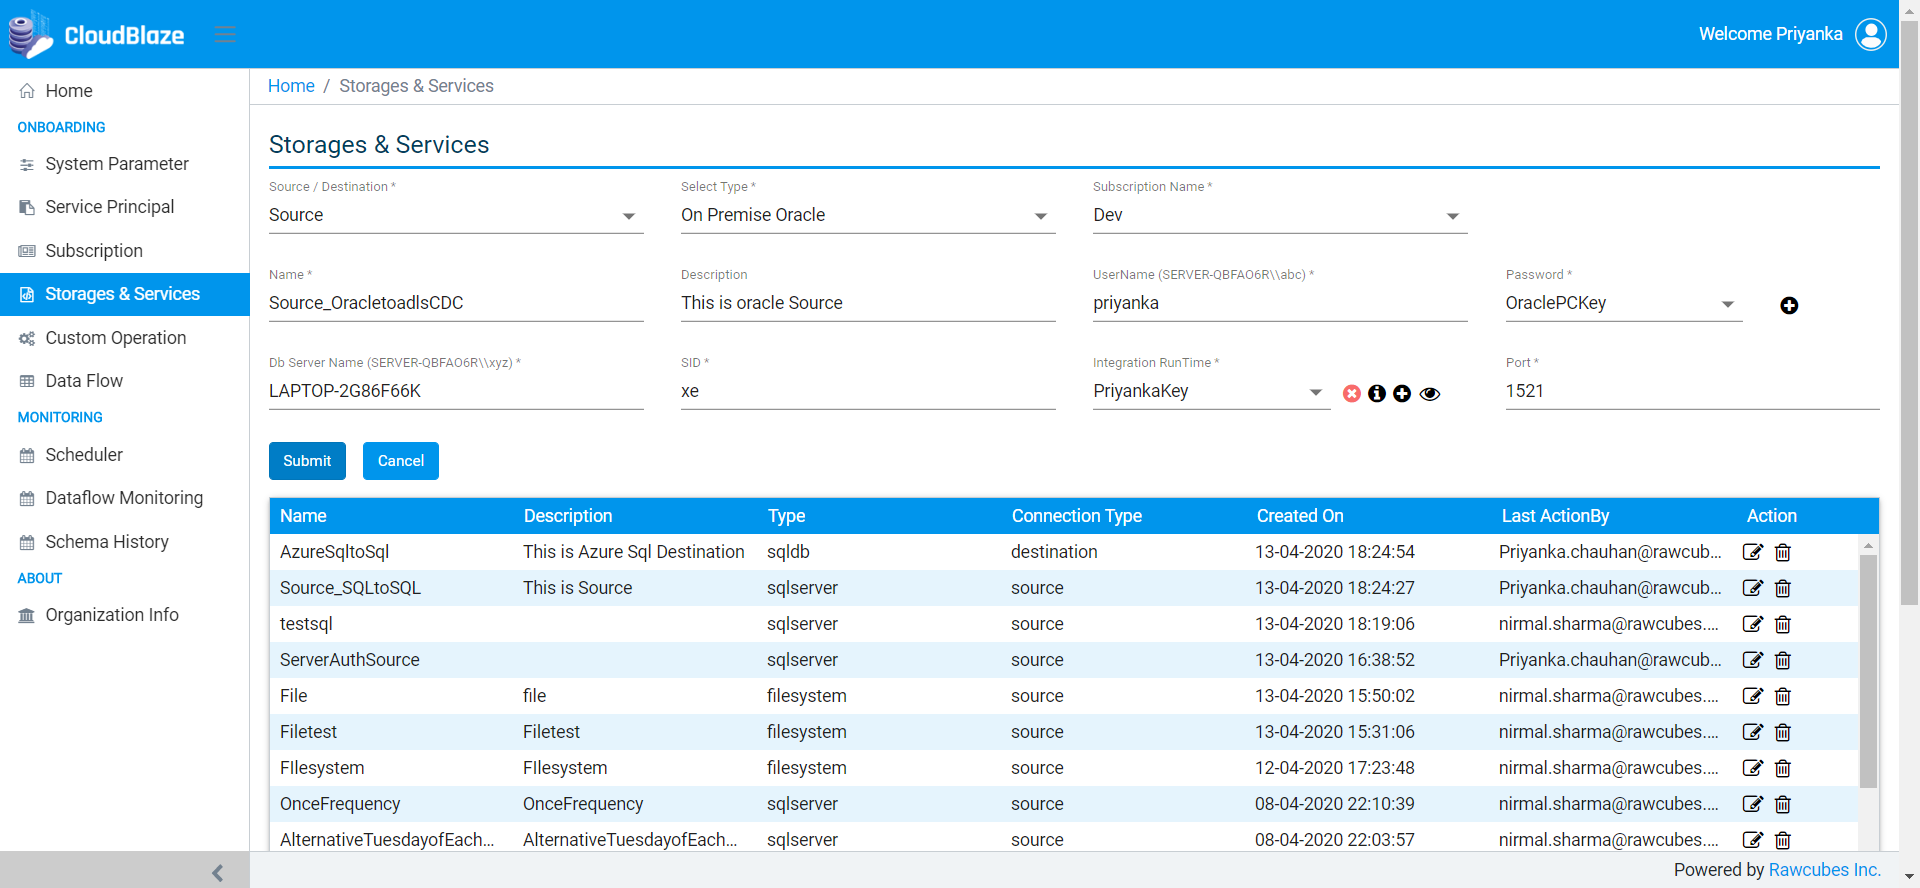 CloudBlaze
Welcome Priyanka
Home
ONBOARDING
System Parameter
Service Principal
Subscription
Storages & Services
Custom Operation
Data Flow
MONITORING
Scheduler
Dataflow Monitoring
Schema History
ABOUT
Organization Info
Home / Storages & Services
Storages & Services
Source / Destination * Select Type * Subscription Name *
Source On Premise Oracle Dev
Name * Description UserName (SERVER-QBFAO6R\\abc) * Password *
Source_OracletoadlsCDC This is oracle Source priyanka OraclePCKey
Db Server Name (SERVER-QBFAO6R\\xyz) * SID * Integration RunTime * Port *
LAPTOP-2G86F66K xe PriyankaKey 1521
Submit Cancel
Name Description Type Connection Type Created On Last ActionBy Action
AzureSqltoSql This is Azure Sql Destination sqldb destination 13-04-2020 18:24:54 Priyanka.chauhan@rawcub...
Source_SQLtoSQL This is Source sqlserver source 13-04-2020 18:24:27 Priyanka.chauhan@rawcub...
testsql sqlserver source 13-04-2020 18:19:06 nirmal.sharma@rawcubes....
ServerAuthSource sqlserver source 13-04-2020 16:38:52 Priyanka.chauhan@rawcub...
File file filesystem source 13-04-2020 15:50:02 nirmal.sharma@rawcubes....
Filetest Filetest filesystem source 13-04-2020 15:31:06 nirmal.sharma@rawcubes....
FIlesystem FIlesystem filesystem source 12-04-2020 17:23:48 nirmal.sharma@rawcubes....
OnceFrequency OnceFrequency sqlserver source 08-04-2020 22:10:39 nirmal.sharma@rawcubes....
AlternativeTuesdayofEach... AlternativeTuesdayofEach... sqlserver source 08-04-2020 22:03:57 nirmal.sharma@rawcubes....
Powered by Rawcubes Inc.